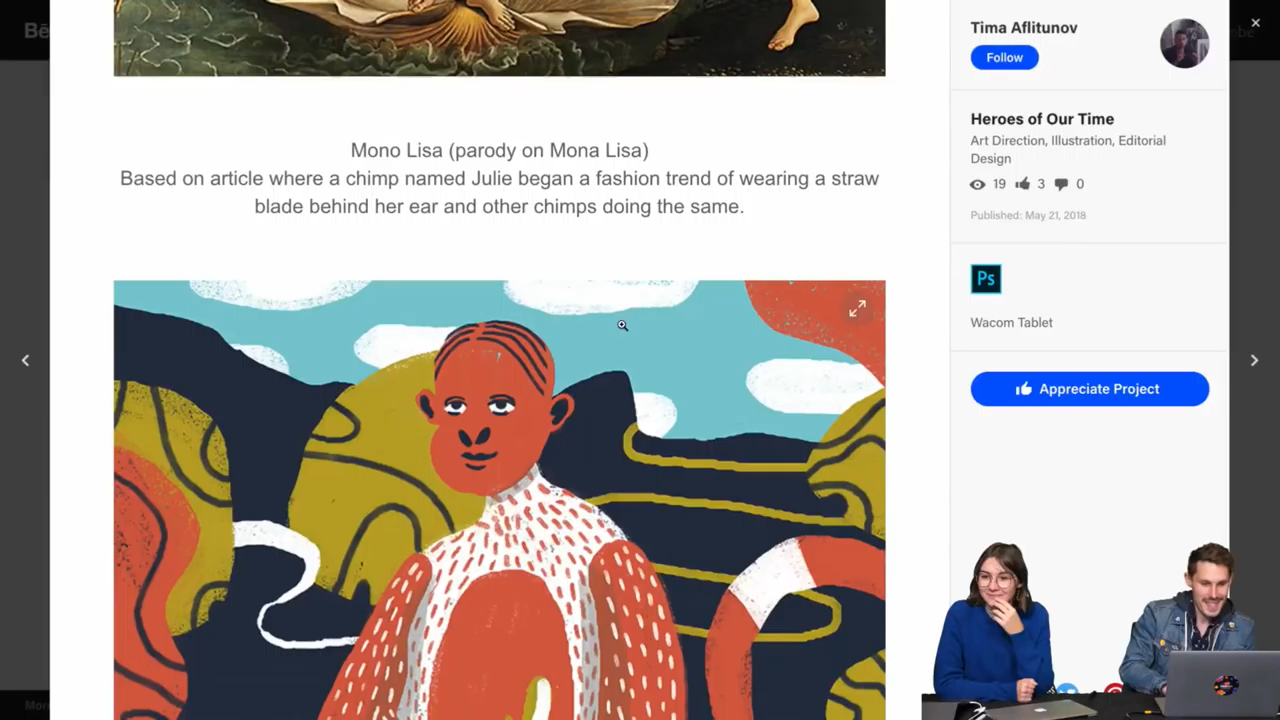 Bē
Mono Lisa (parody on Mona Lisa)
Based on article where a chimp named Julie began a fashion trend of wearing a straw
blade behind her ear and other chimps doing the same.
Tima Aflitunov
Follow
Heroes of Our Time
Art Direction, Illustration, Editorial
Design
19 3 0
Published: May 21, 2018
Ps
Wacom Tablet
Appreciate Project